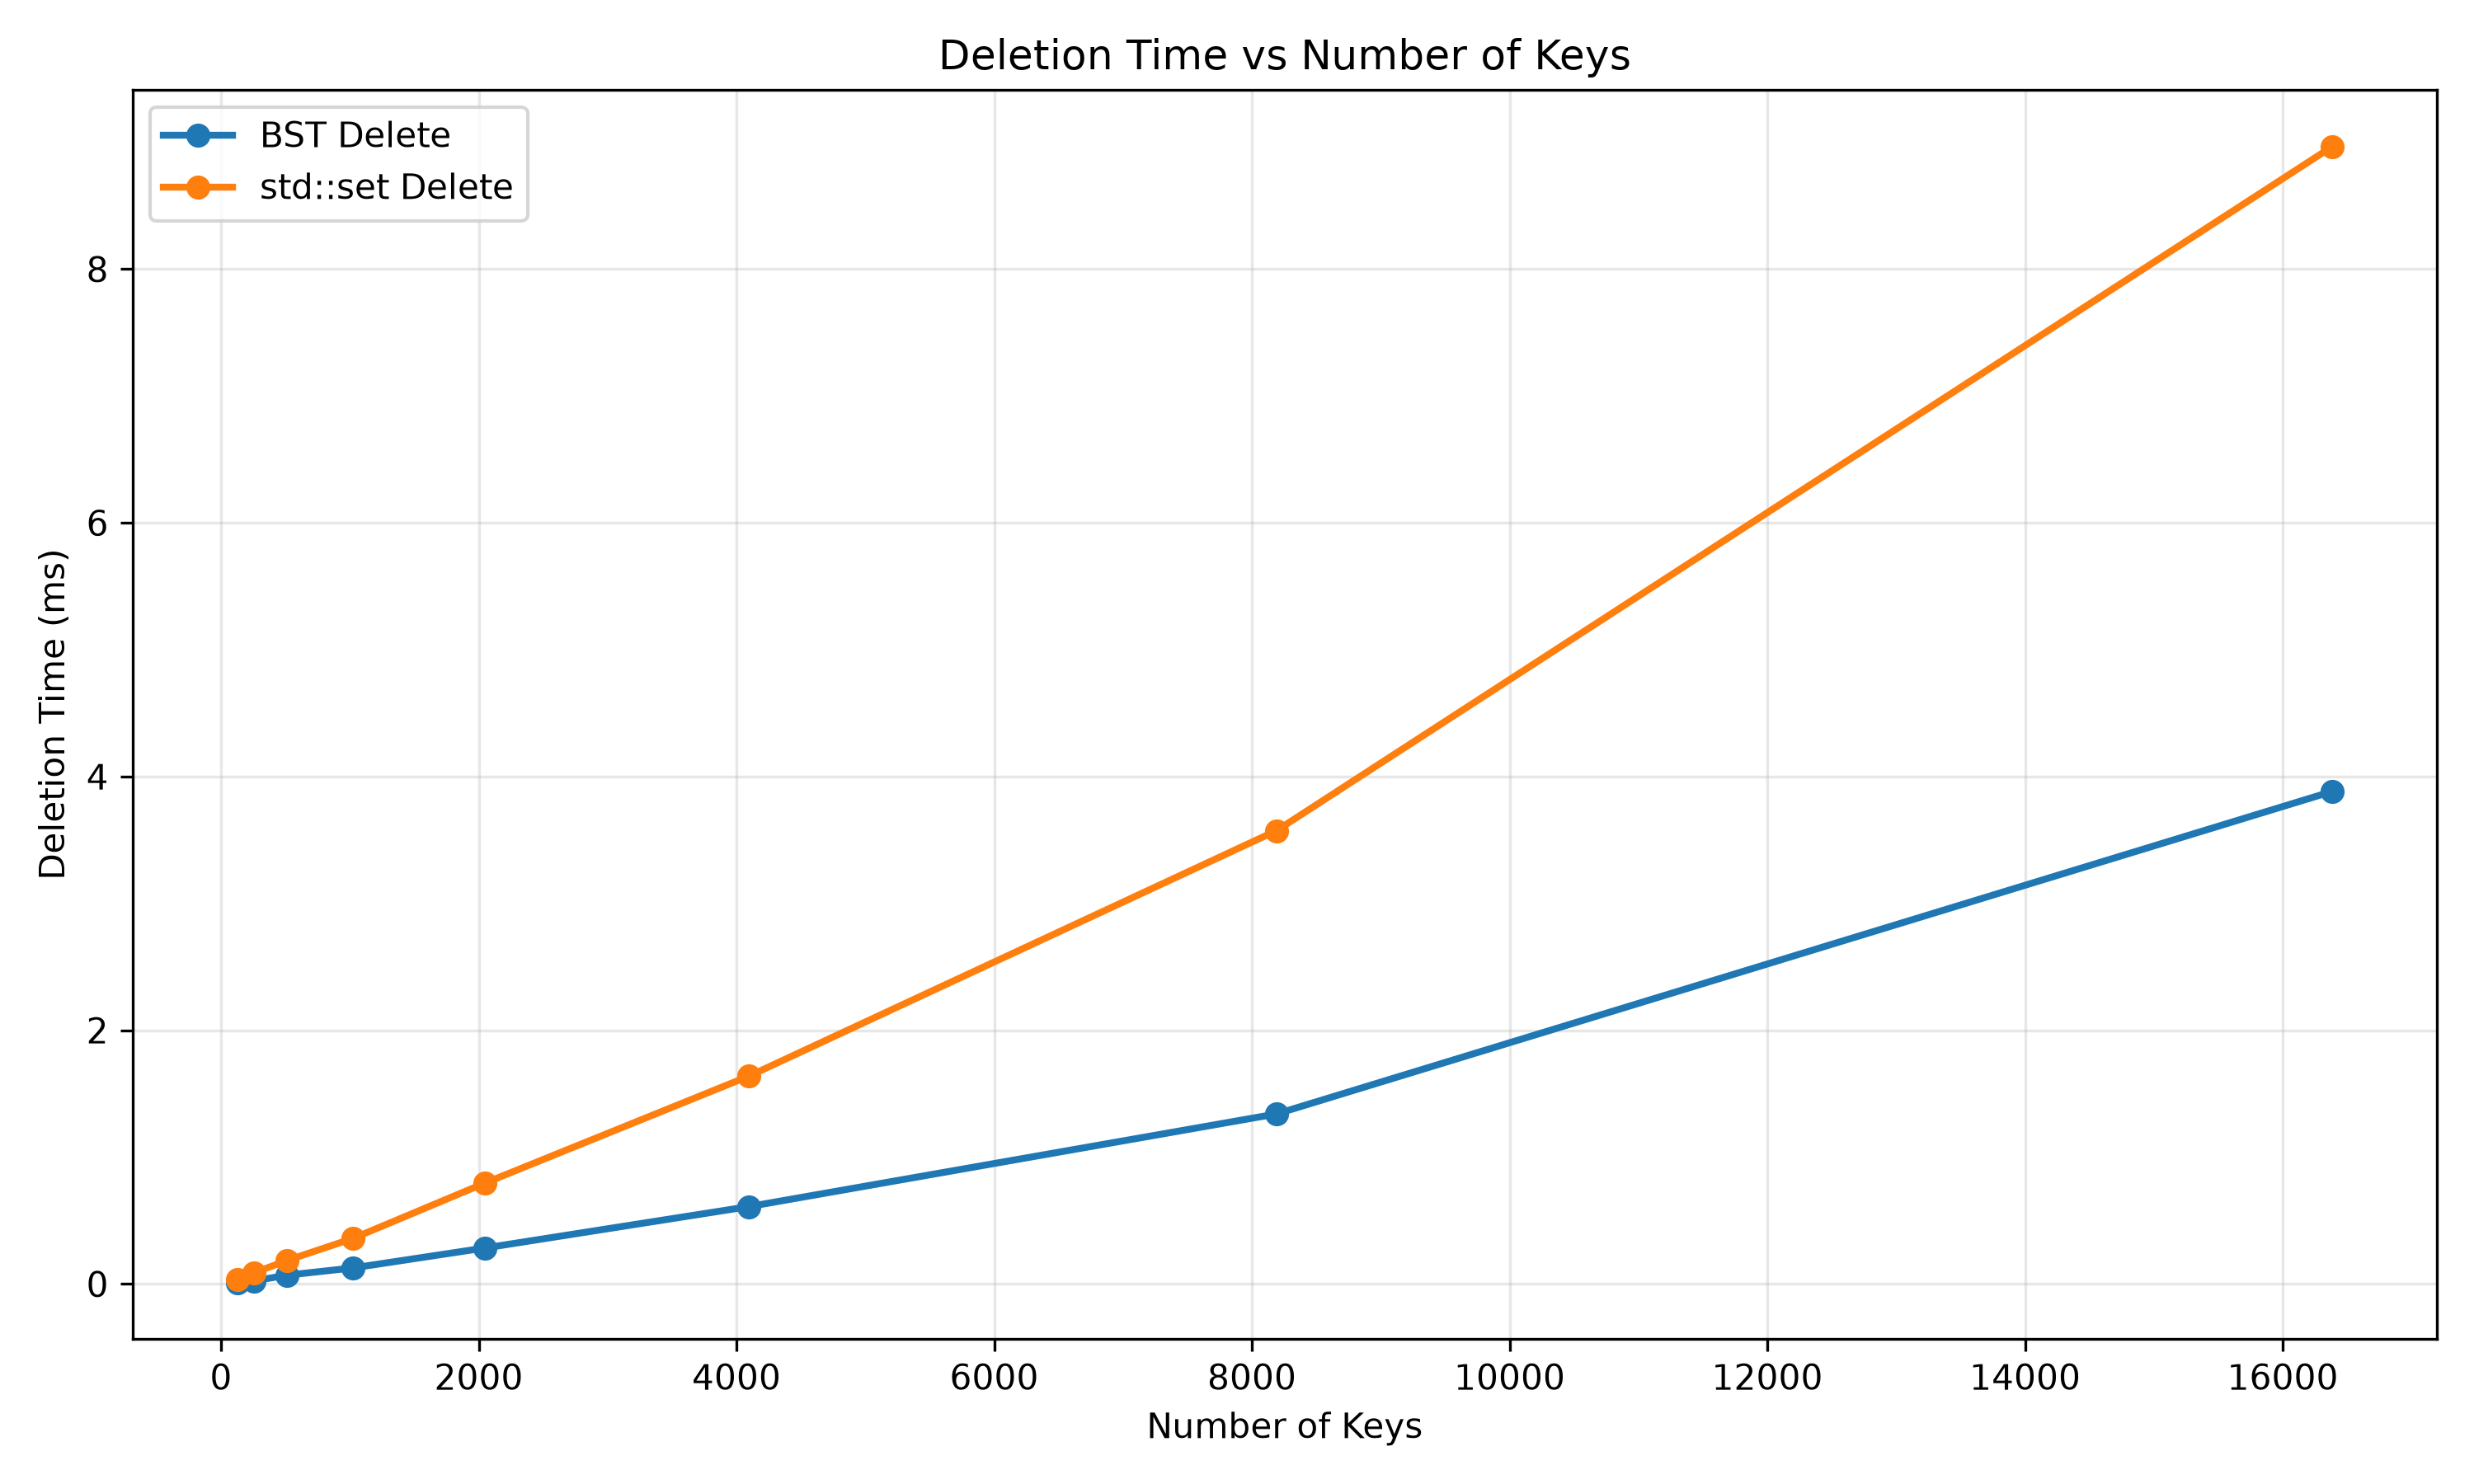 Deletion Time vs Number of Keys
BST Delete
std::set Delete
Deletion Time (ms)
8
6
4
2
0
0 2000 4000 6000 8000 10000 12000 14000 16000
Number of Keys